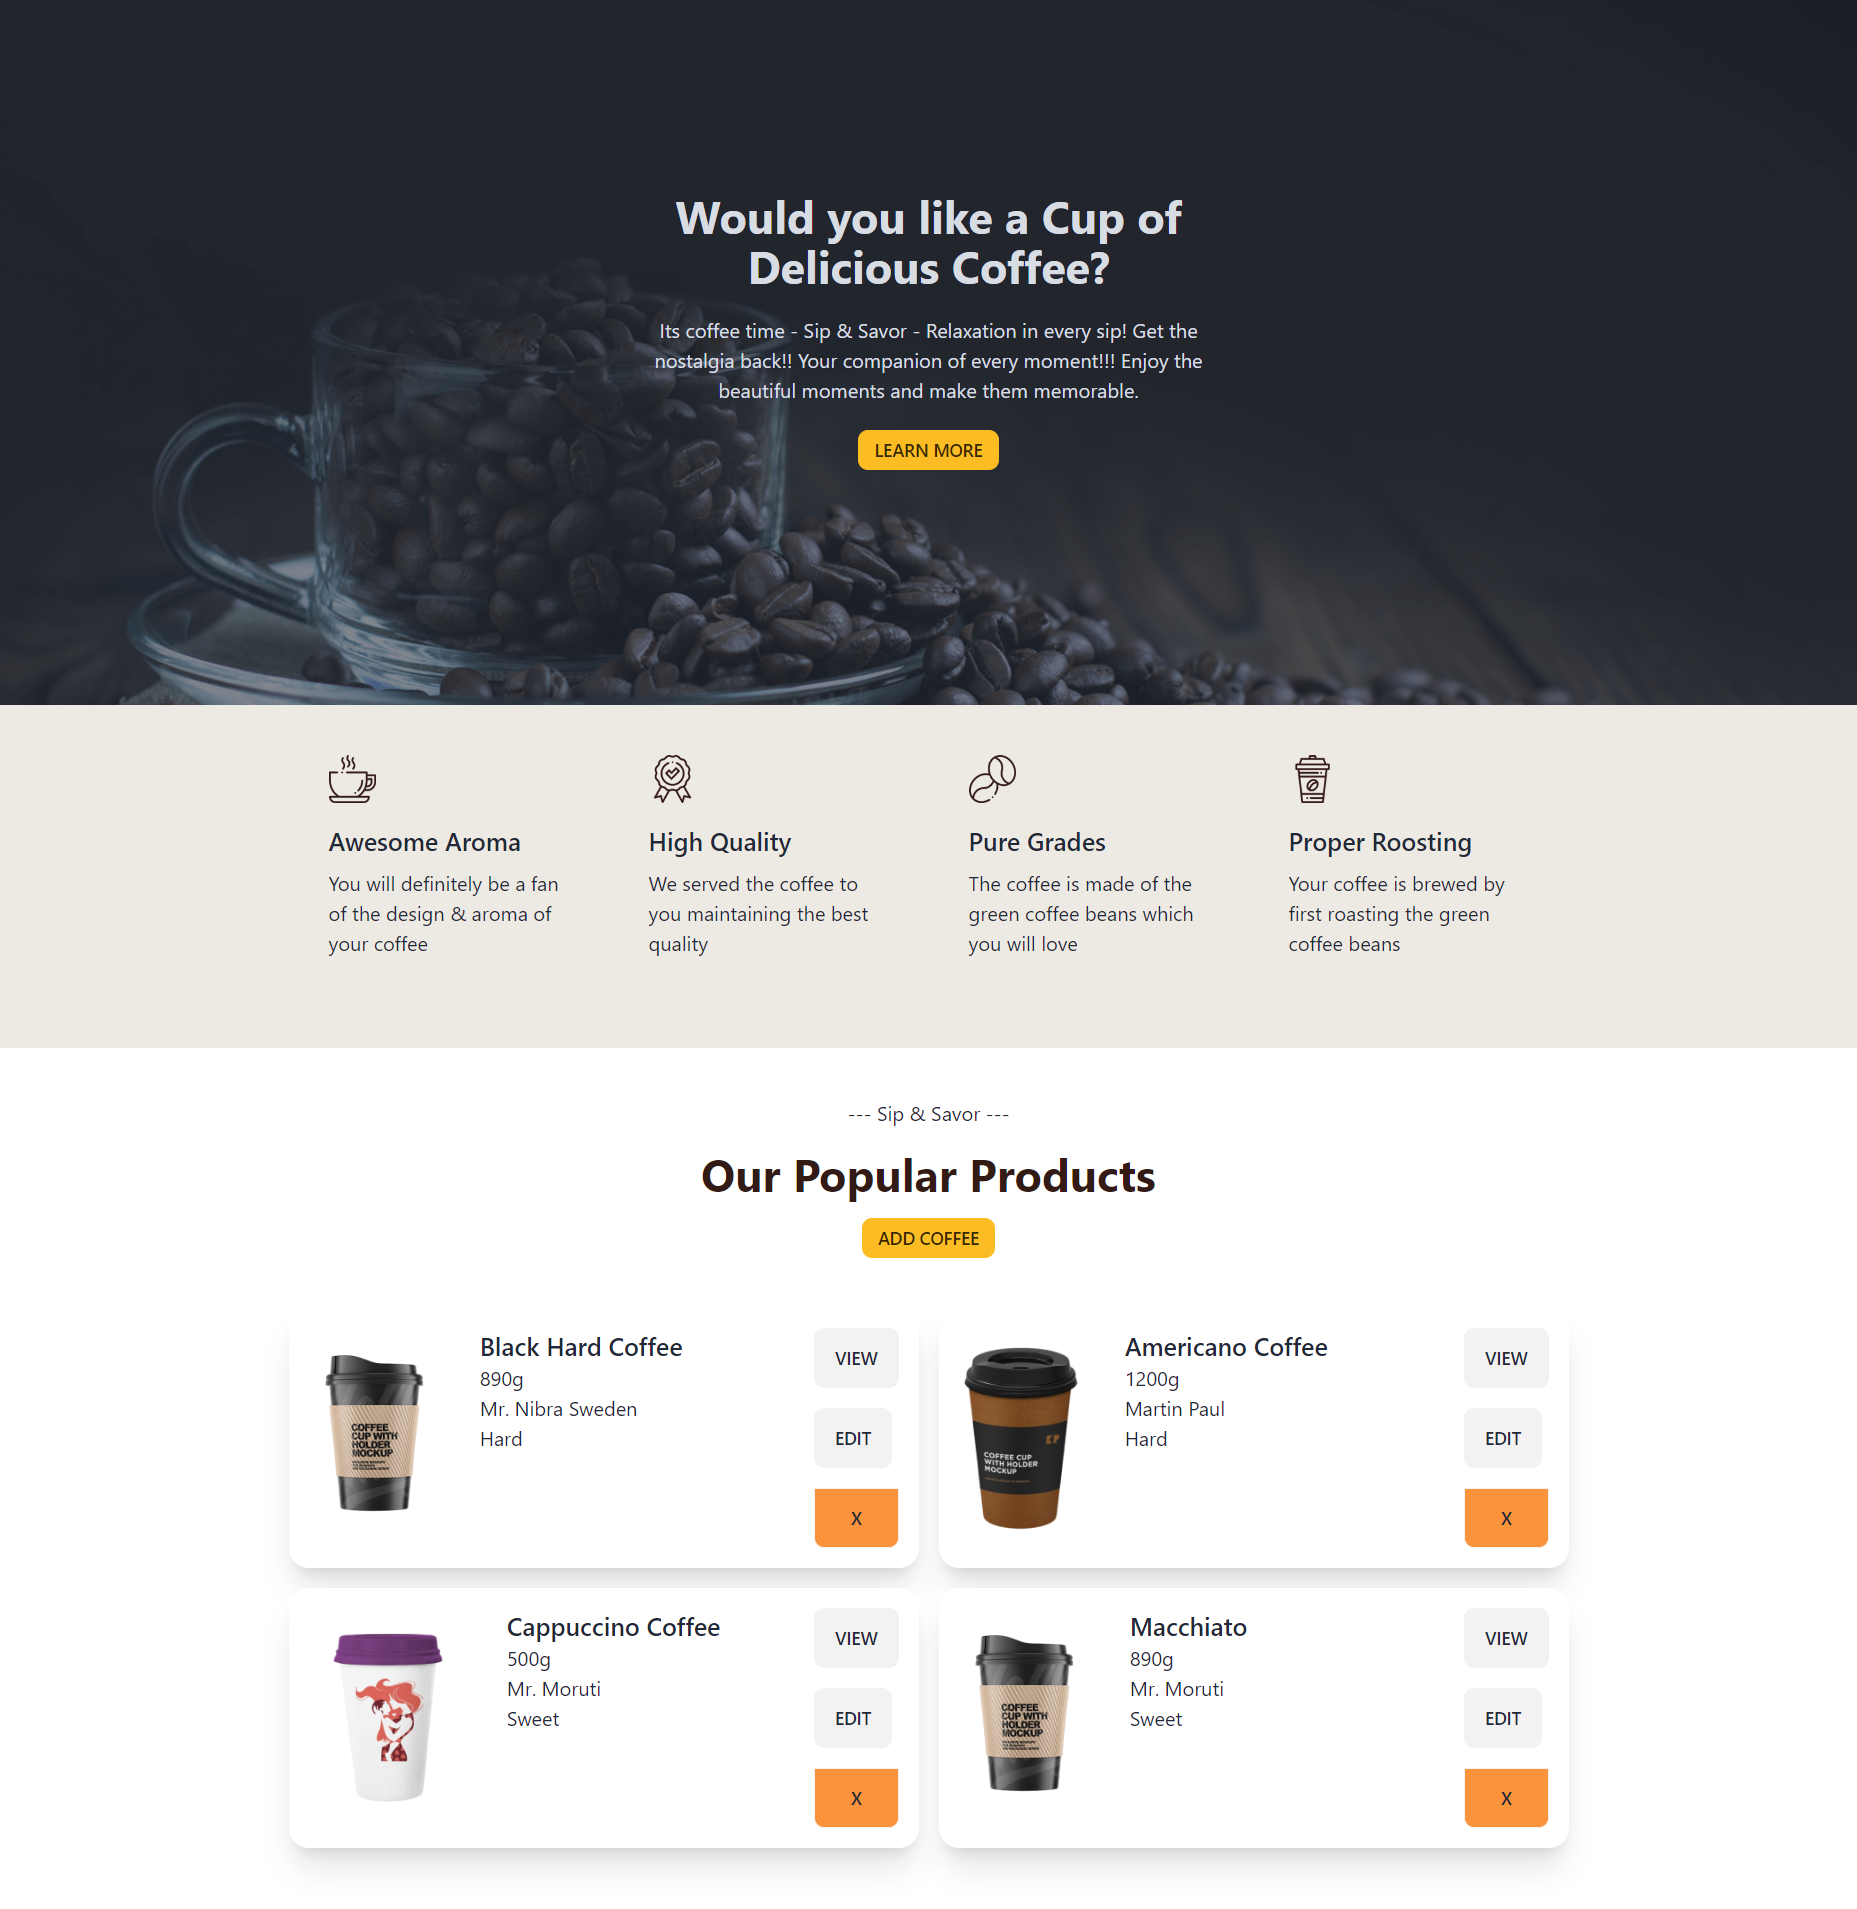 Would you like a Cup of
Delicious Coffee?
Its coffee time - Sip & Savor - Relaxation in every sip! Get the
nostalgia back!! Your companion of every moment!!! Enjoy the
beautiful moments and make them memorable.
LEARN MORE
Awesome Aroma
You will definitely be a fan
of the design & aroma of
your coffee
High Quality
We served the coffee to
you maintaining the best
quality
Pure Grades
The coffee is made of the
green coffee beans which
you will love
Proper Roosting
Your coffee is brewed by
first roasting the green
coffee beans
--- Sip & Savor ---
Our Popular Products
ADD COFFEE
COFFEE
CUP WITH
HOLDER
MOCKUP
Black Hard Coffee
890g
Mr. Nibra Sweden
Hard
VIEW
EDIT
X
KP
COFFEE CUP
WITH HOLDER
MOCKUP
Americano Coffee
1200g
Martin Paul
Hard
VIEW
EDIT
X
Cappuccino Coffee
500g
Mr. Moruti
Sweet
VIEW
EDIT
X
COFFEE
CUP WITH
HOLDER
MOCKUP
Macchiato
890g
Mr. Moruti
Sweet
VIEW
EDIT
X